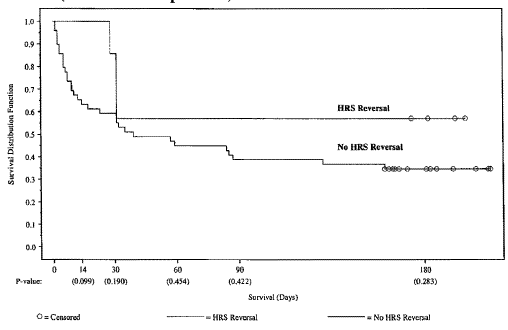 HRS Reversal
No HRS Reversal
Survival Distribution Function
1.0
0.9
0.8
0.7
0.6
0.5
0.4
0.3
0.2
0.1
0.0
0 14 30 60 90 180
P-value: (0.099) (0.190) (0.454) (0.422) (0.283)
Survival (Days)
O = Censored = HRS Reversal = No HRS Reversal